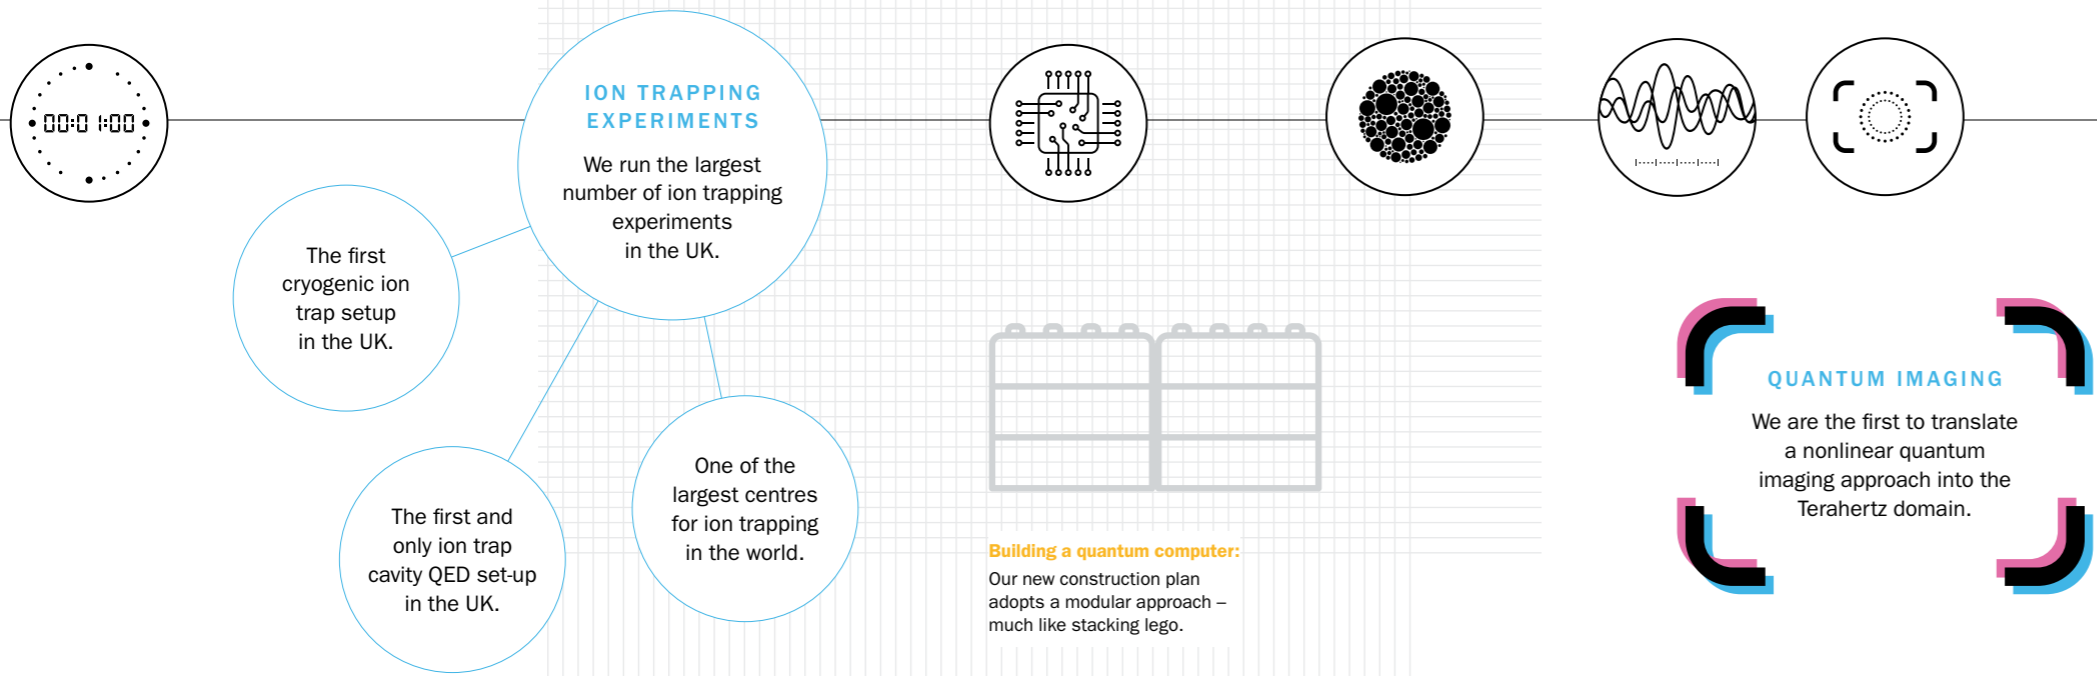 00:01:00
ION TRAPPING
EXPERIMENTS
We run the largest
number of ion trapping
experiments
in the UK.
The first
cryogenic ion
trap setup
in the UK.
The first and
only ion trap
cavity QED set-up
in the UK.
One of the
largest centres
for ion trapping
in the world.
Building a quantum computer:
Our new construction plan
adopts a modular approach –
much like stacking lego.
QUANTUM IMAGING
We are the first to translate
a nonlinear quantum
imaging approach into the
Terahertz domain.